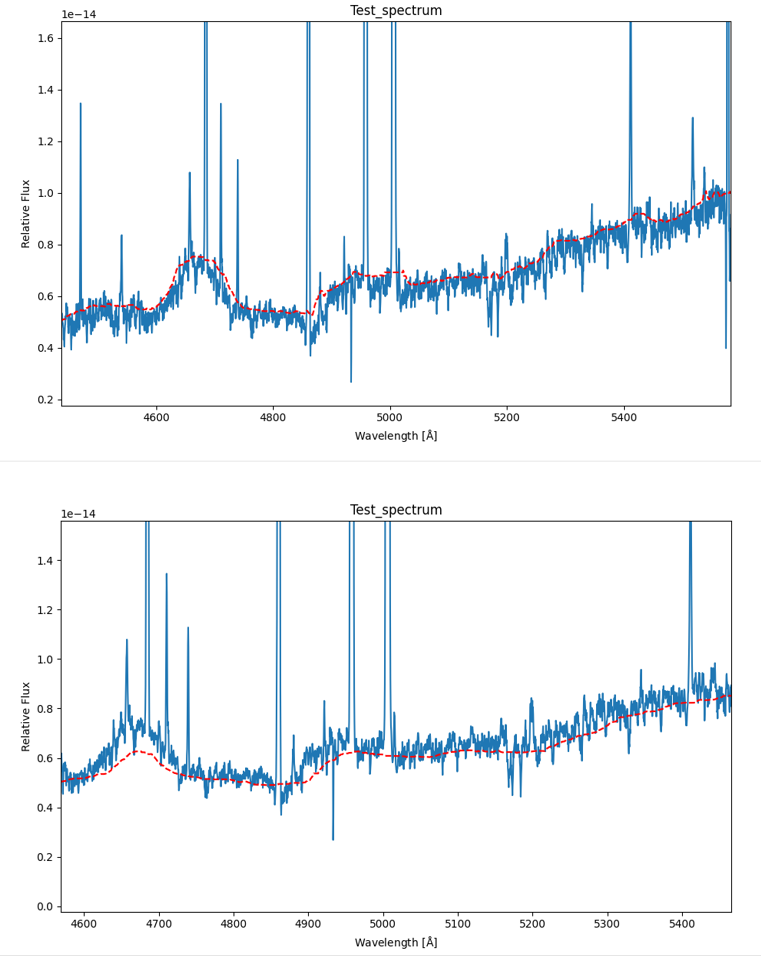 Test_spectrum
1e−14
1.6
1.4
1.2
1.0
0.8
0.6
0.4
0.2
Relative Flux
4600 4800 5000 5200 5400
Wavelength [Å]
Test_spectrum
1e−14
1.4
1.2
1.0
0.8
0.6
0.4
0.2
0.0
Relative Flux
4600 4700 4800 4900 5000 5100 5200 5300 5400
Wavelength [Å]